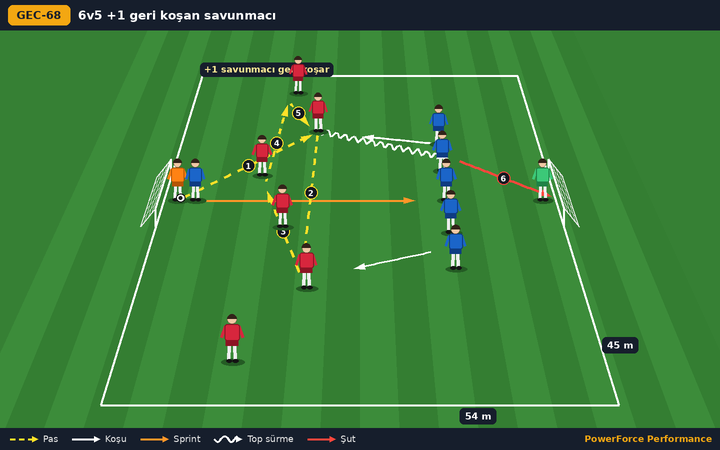 GEC-68 6v5 +1 geri koşan savunmacı
+1 savunmacı geri koşar
5
4
1
2
3
6
45 m
54 m
Pas Koşu Sprint Top sürme Şut PowerForce Performance